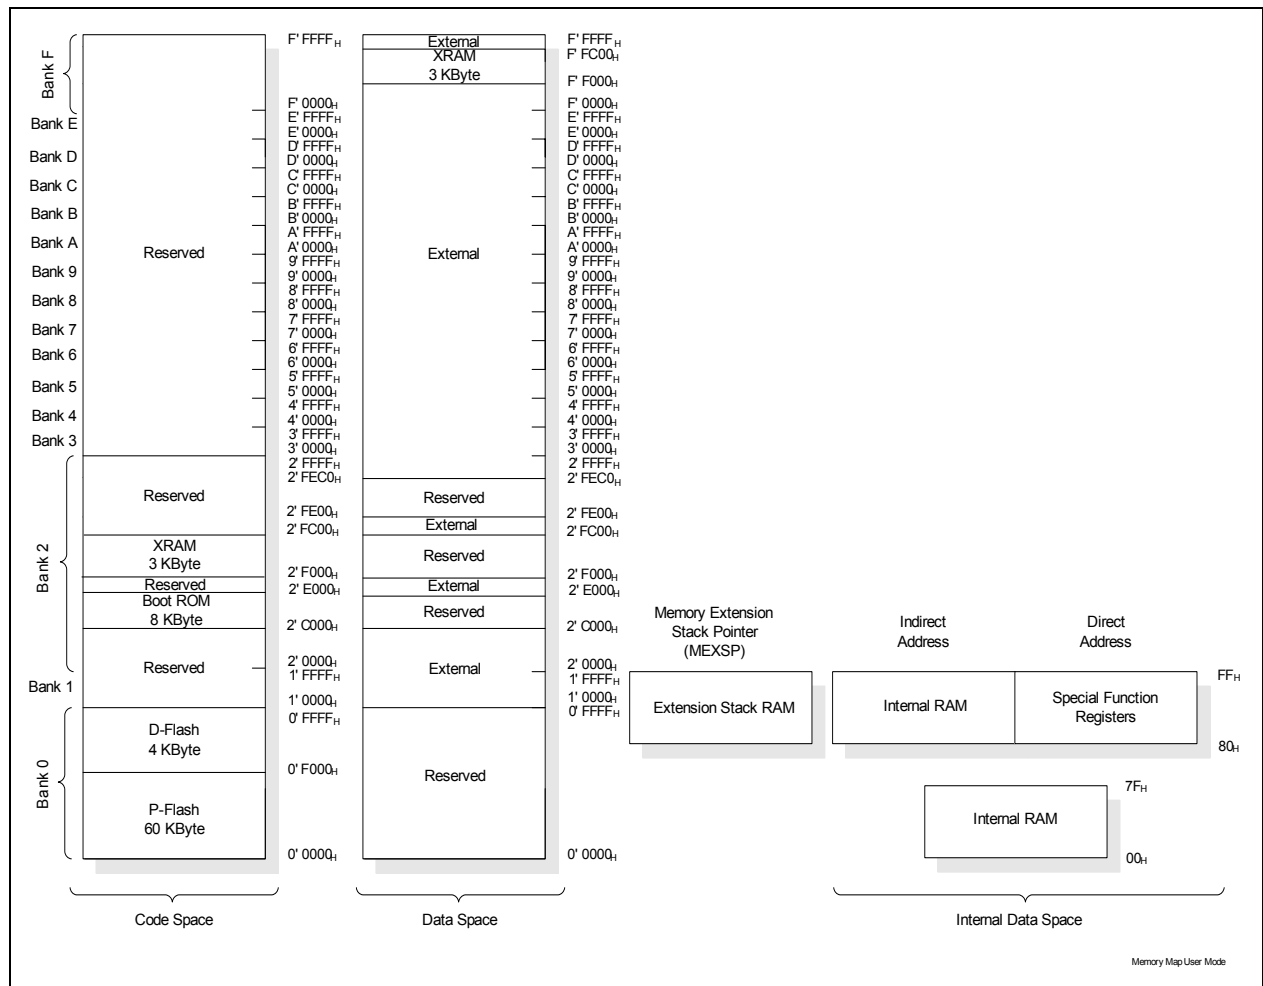 Bank F
Bank E
Bank D
Bank C
Bank B
Bank A
Bank 9
Bank 8
Bank 7
Bank 6
Bank 5
Bank 4
Bank 3
Bank 2
Bank 1
Bank 0
Reserved
Reserved
XRAM
3 KByte
Reserved
Boot ROM
8 KByte
Reserved
D-Flash
4 KByte
P-Flash
60 KByte
F' FFFFH
F' 0000H
E' FFFFH
E' 0000H
D' FFFFH
D' 0000H
C' FFFFH
C' 0000H
B' FFFFH
B' 0000H
A' FFFFH
A' 0000H
9' FFFFH
9' 0000H
8' FFFFH
8' 0000H
7' FFFFH
7' 0000H
6' FFFFH
6' 0000H
5' FFFFH
5' 0000H
4' FFFFH
4' 0000H
3' FFFFH
3' 0000H
2' FFFFH
2' FEC0H
2' FE00H
2' FC00H
2' F000H
2' E000H
2' C000H
2' 0000H
1' FFFFH
1' 0000H
0' FFFFH
0' F000H
0' 0000H
Code Space
External
XRAM
3 KByte
External
Reserved
External
Reserved
External
Reserved
External
Reserved
F' FFFFH
F' FC00H
F' F000H
F' 0000H
E' FFFFH
E' 0000H
D' FFFFH
D' 0000H
C' FFFFH
C' 0000H
B' FFFFH
B' 0000H
A' FFFFH
A' 0000H
9' FFFFH
9' 0000H
8' FFFFH
8' 0000H
7' FFFFH
7' 0000H
6' FFFFH
6' 0000H
5' FFFFH
5' 0000H
4' FFFFH
4' 0000H
3' FFFFH
3' 0000H
2' FFFFH
2' FEC0H
2' FE00H
2' FC00H
2' F000H
2' E000H
2' C000H
2' 0000H
1' FFFFH
1' 0000H
0' FFFFH
0' 0000H
Data Space
Memory Extension
Stack Pointer
(MEXSP)
Extension Stack RAM
Indirect
Address
Direct
Address
Internal RAM
Special Function
Registers
FFH
80H
7FH
Internal RAM
00H
Internal Data Space
Memory Map User Mode